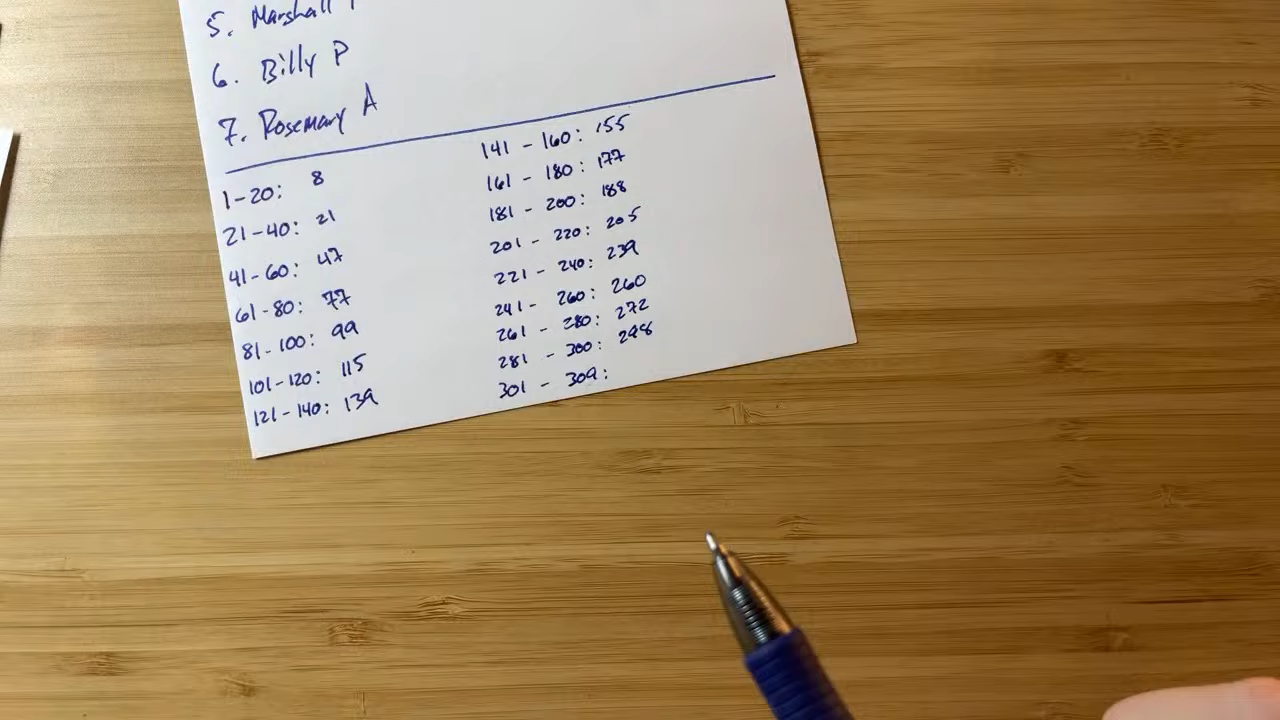 5. Marshall
6. Billy P
7. Rosemary A
1-20: 8
21-40: 21
41-60: 47
61-80: 77
81-100: 99
101-120: 115
121-140: 139
141 - 160: 155
161 - 180: 177
181 - 200: 188
201 - 220: 205
221 - 240: 239
241 - 260: 260
261 - 280: 272
281 - 300: 298
301 - 309: